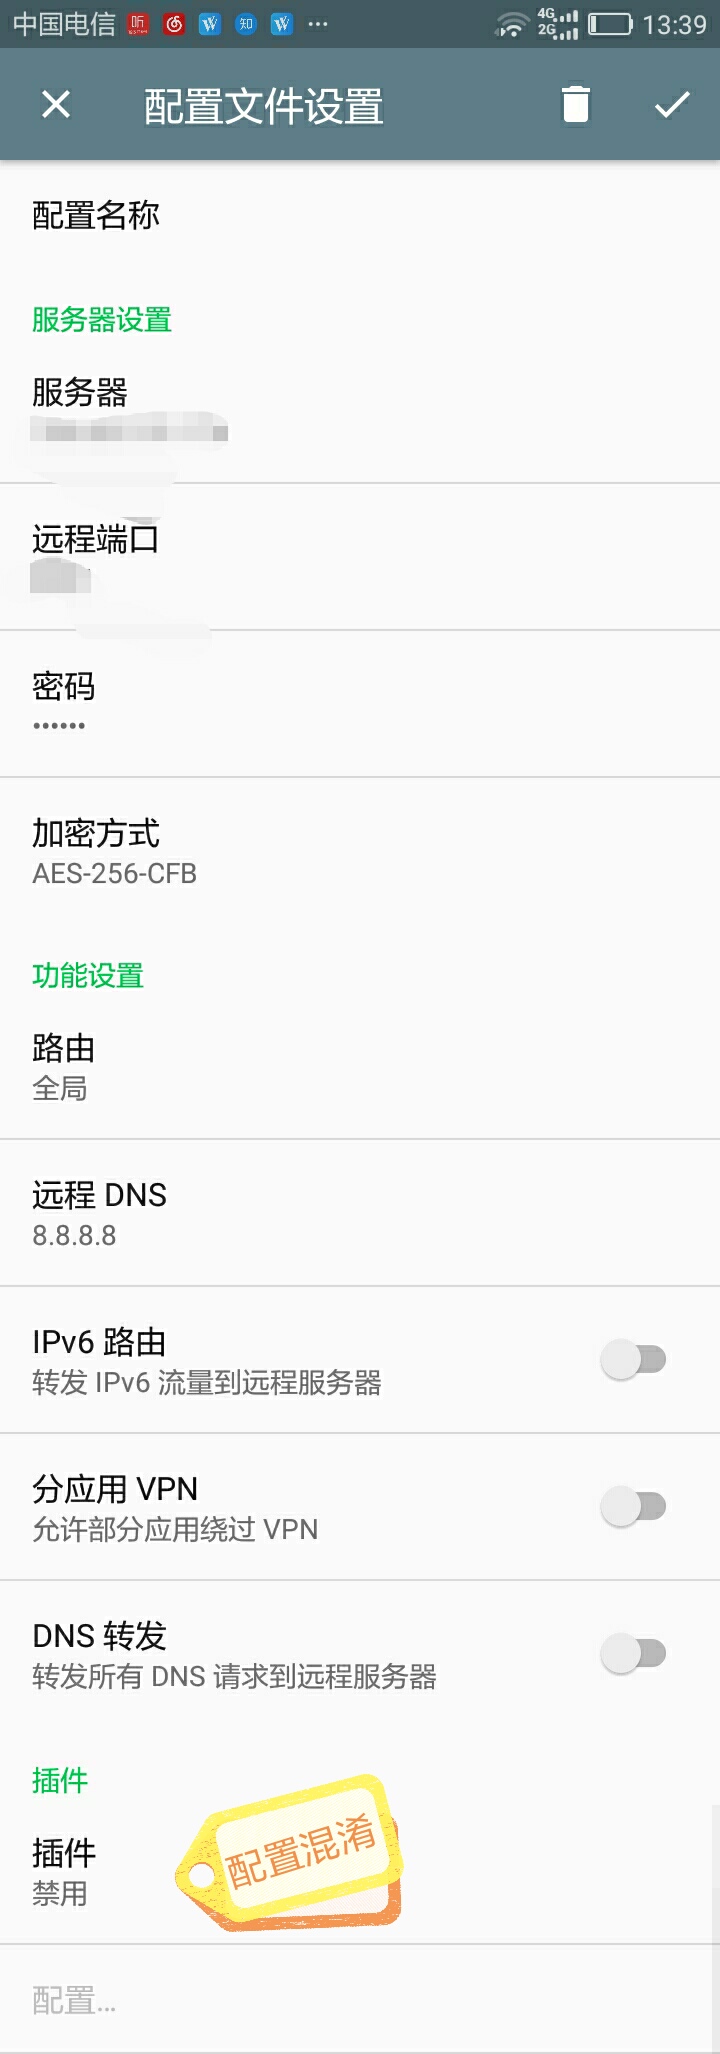 中国电信
4G
2G
13:39
配置文件设置
配置名称
服务器设置
服务器
远程端口
密码
••••••
加密方式
AES-256-CFB
功能设置
路由
全局
远程 DNS
8.8.8.8
IPv6 路由
转发 IPv6 流量到远程服务器
分应用 VPN
允许部分应用绕过 VPN
DNS 转发
转发所有 DNS 请求到远程服务器
插件
插件
禁用
配置混淆
配置...